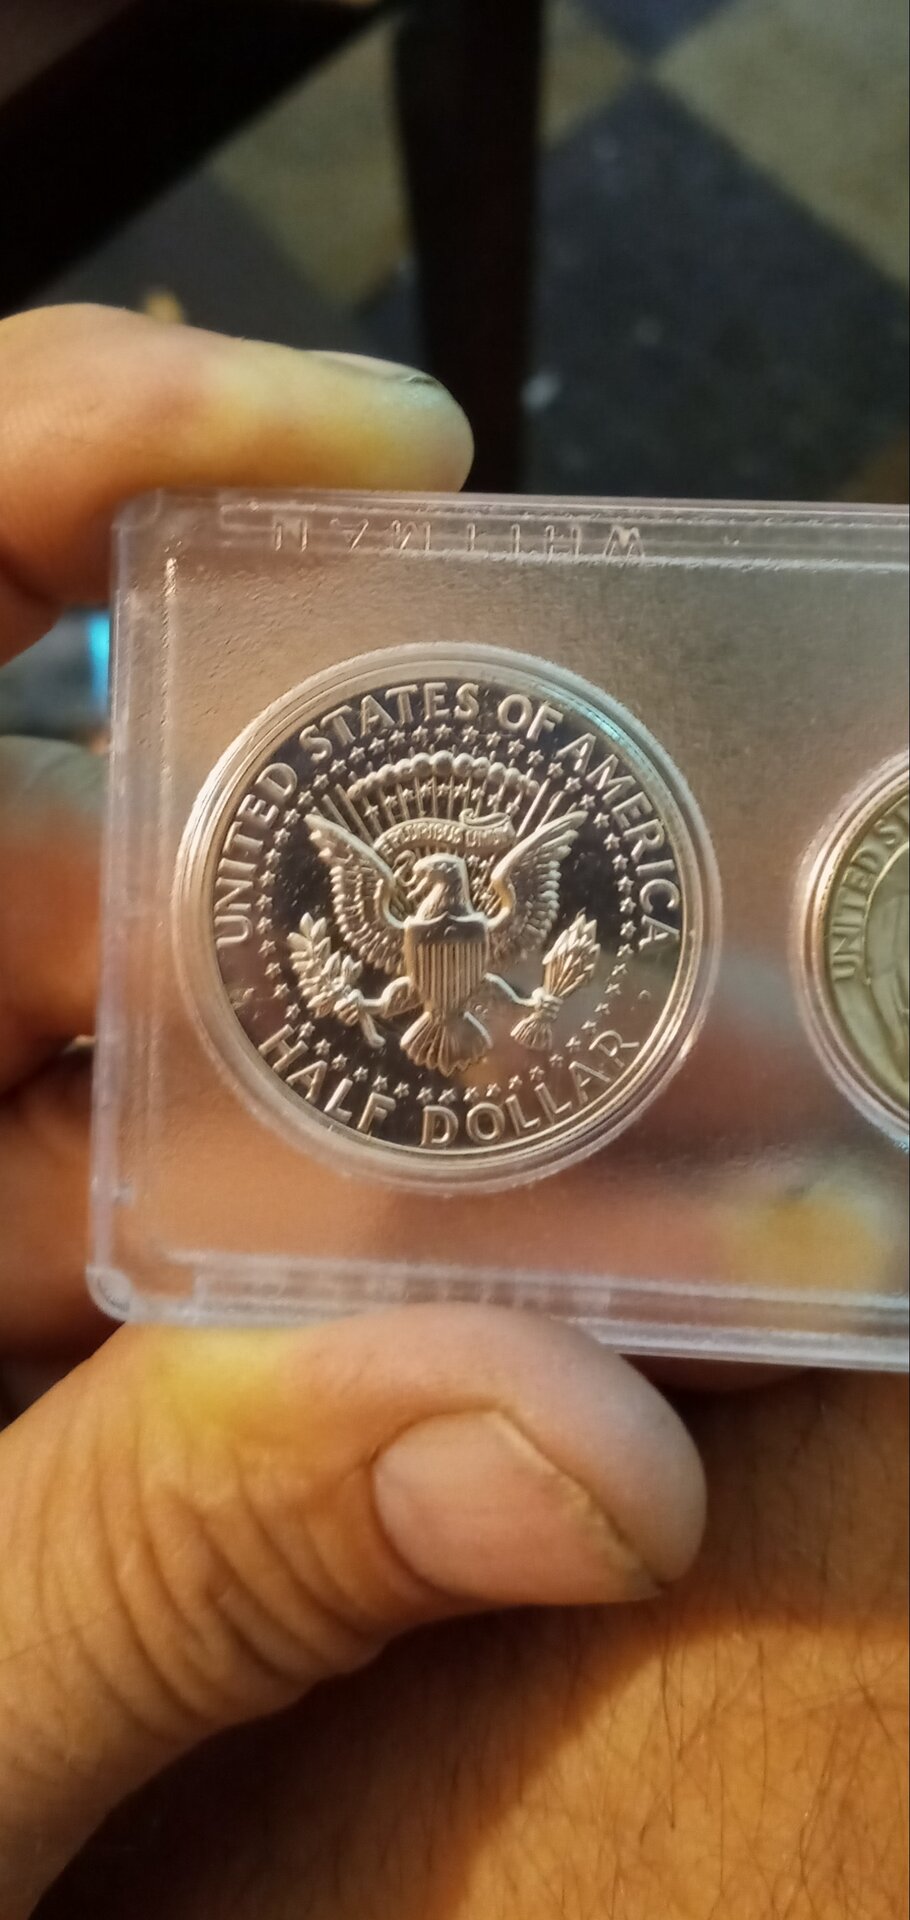 WHITMAN
UNITED STATES OF AMERICA
E PLURIBUS UNUM
HALF DOLLAR
UNITED ST